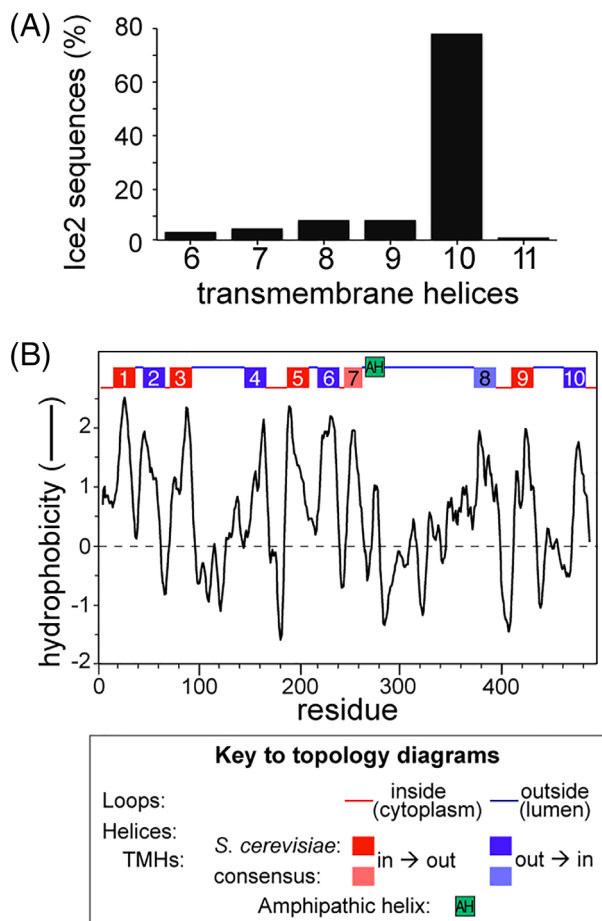 (A)
Ice2 sequences (%)
80
60
40
20
0
6 7 8 9 10 11
transmembrane helices
(B)
AH
1 2 3 4 5 6 7 8 9 10
hydrophobicity (—)
2
1
0
-1
-2
0 100 200 300 400
residue
Key to topology diagrams
Loops: inside (cytoplasm) outside (lumen)
Helices:
TMHs: S. cerevisiae: in → out out → in
consensus:
Amphipathic helix: AH